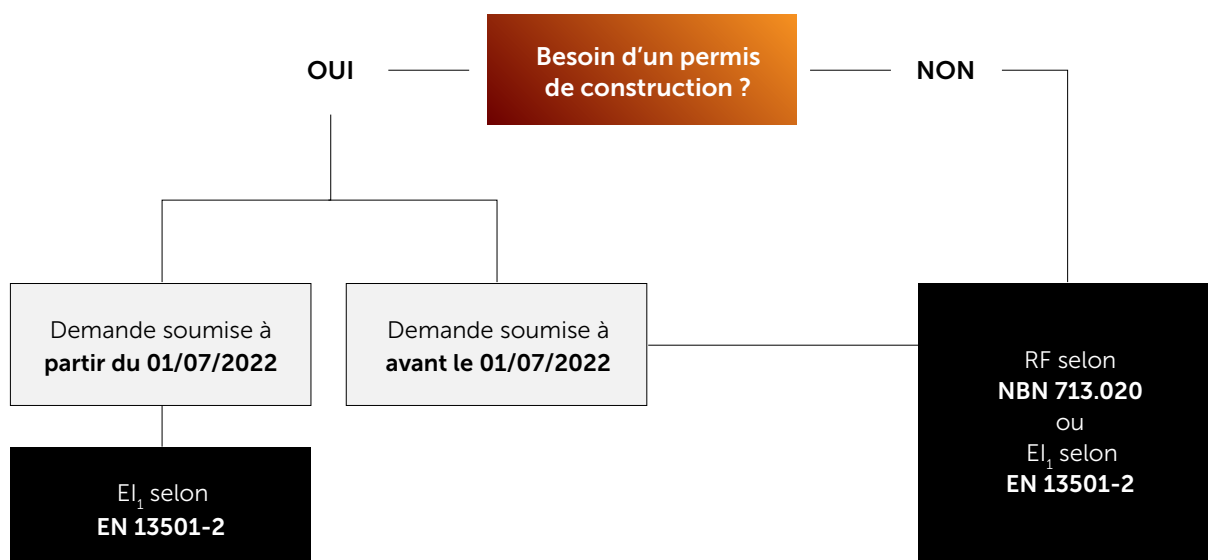 Besoin d'un permis
de construction ?
OUI
NON
Demande soumise à
partir du 01/07/2022
Demande soumise à
avant le 01/07/2022
RF selon
NBN 713.020
ou
EI₁ selon
EN 13501-2
EI₁ selon
EN 13501-2